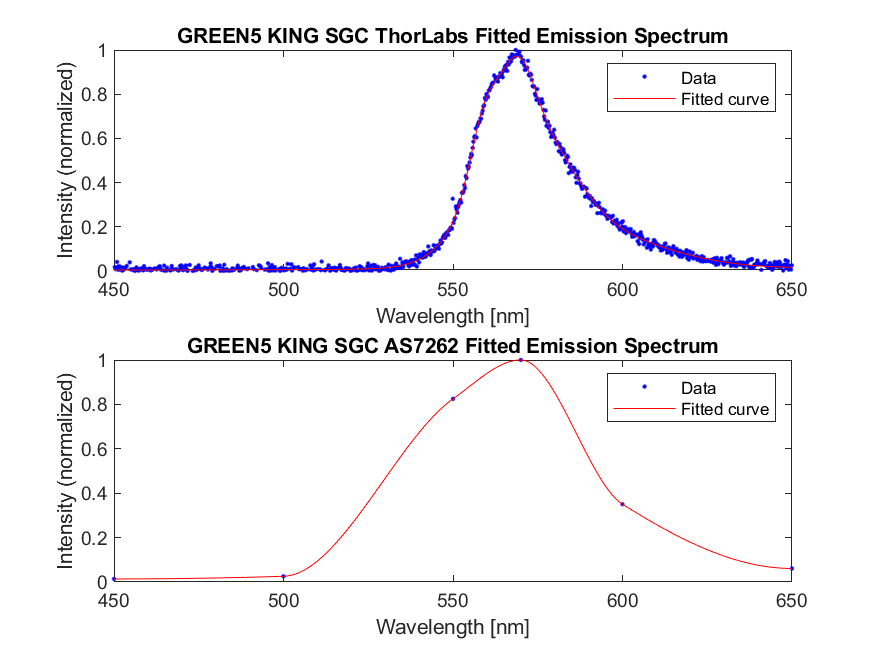 GREEN5 KING SGC ThorLabs Fitted Emission Spectrum
Intensity (normalized)
1
0.8
0.6
0.4
0.2
0
Data
Fitted curve
450 500 550 600 650
Wavelength [nm]
GREEN5 KING SGC AS7262 Fitted Emission Spectrum
Intensity (normalized)
1
0.8
0.6
0.4
0.2
0
Data
Fitted curve
450 500 550 600 650
Wavelength [nm]